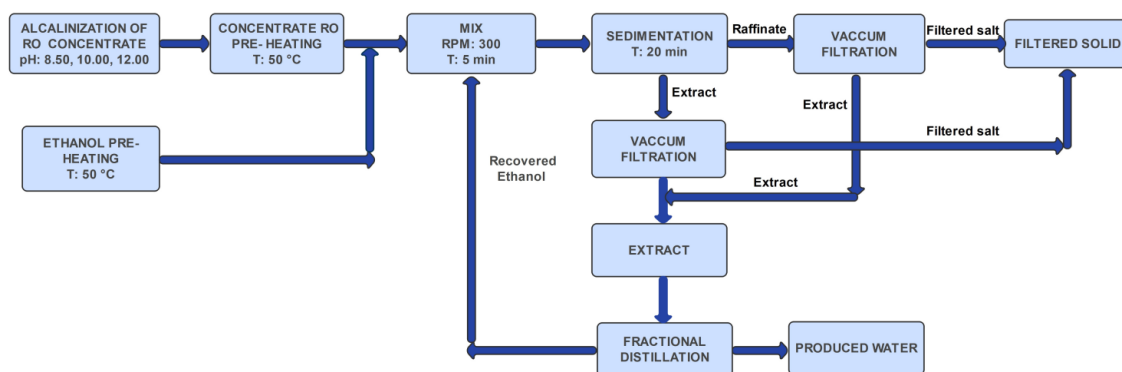 ALCALINIZATION OF
RO CONCENTRATE
pH: 8.50, 10.00, 12.00
CONCENTRATE RO
PRE- HEATING
T: 50 °C
MIX
RPM: 300
T: 5 min
SEDIMENTATION
T: 20 min
Raffinate
VACCUM
FILTRATION
Filtered salt
FILTERED SOLID
Extract
Extract
ETHANOL PRE-
HEATING
T: 50 °C
VACCUM
FILTRATION
Filtered salt
Recovered
Ethanol
Extract
EXTRACT
FRACTIONAL
DISTILLATION
PRODUCED WATER